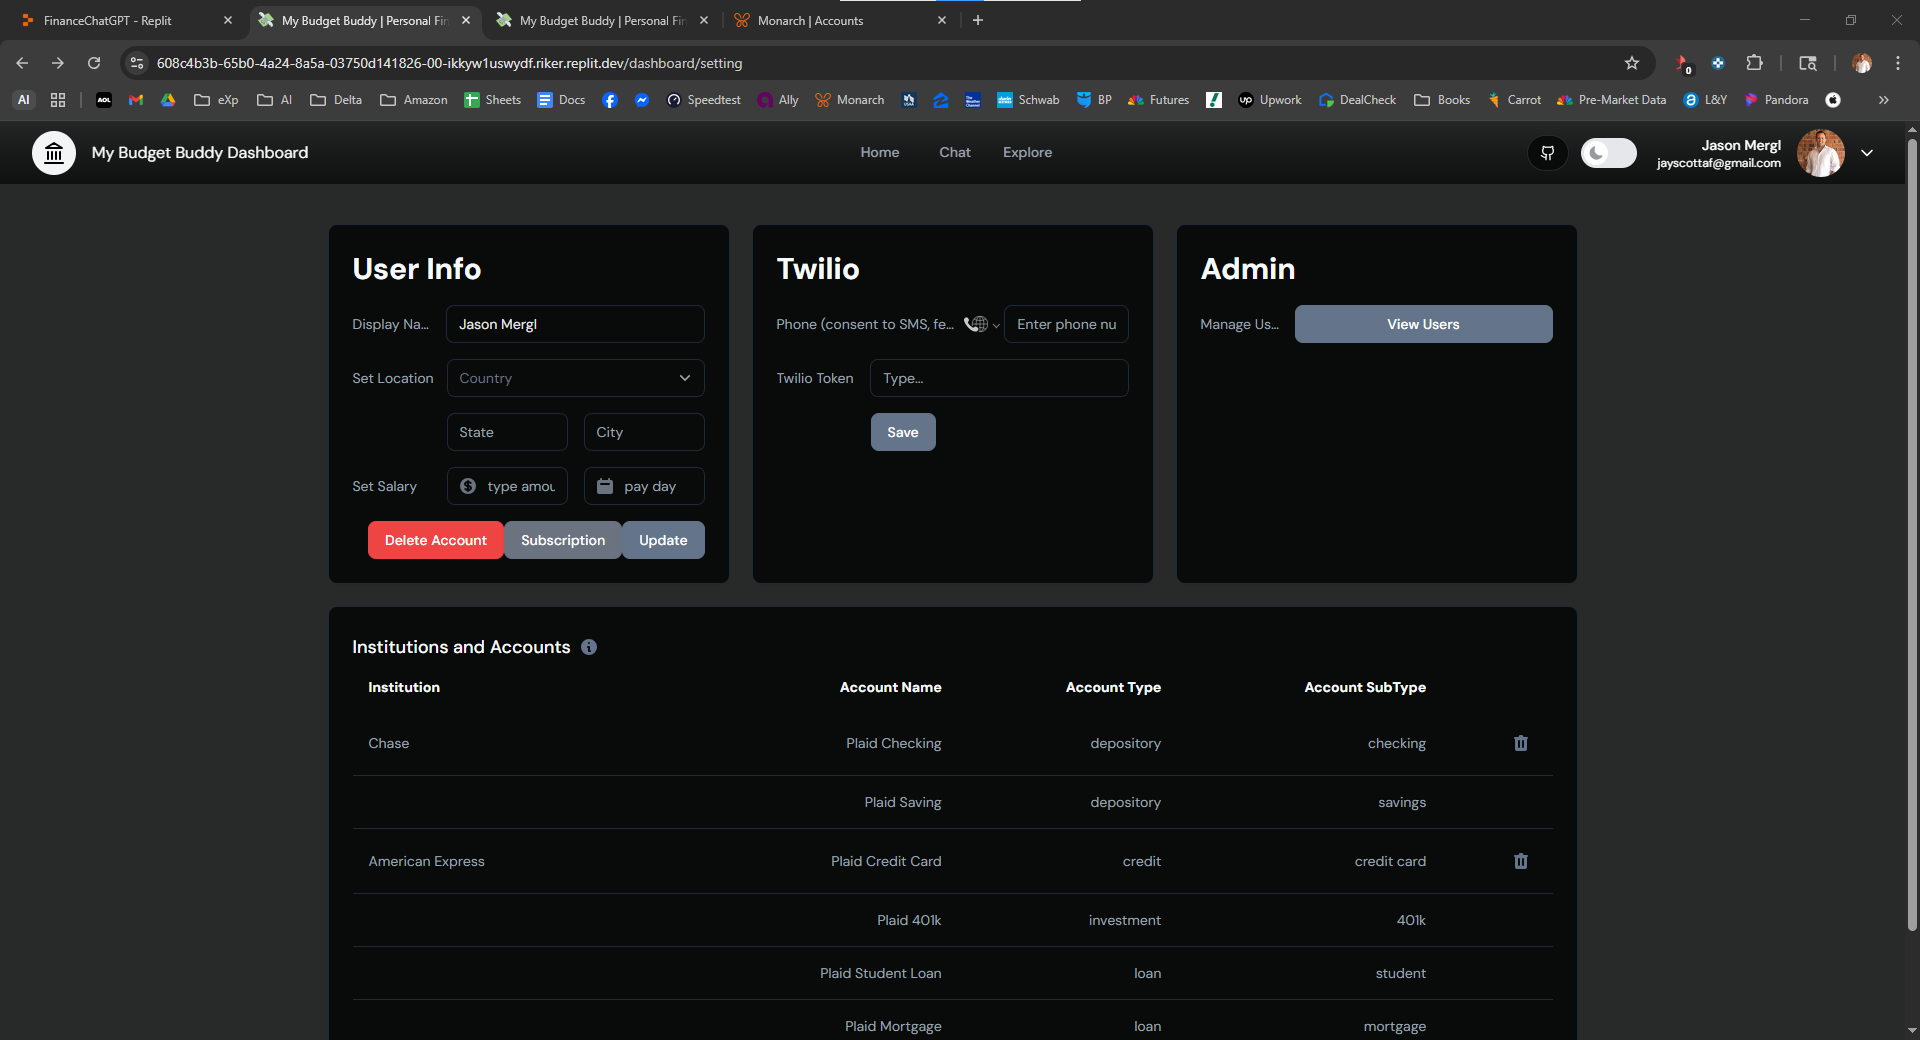 FinanceChatGPT - Replit
My Budget Buddy | Personal Fin
My Budget Buddy | Personal Fin
Monarch | Accounts
608c4b3b-65b0-4a24-8a5a-03750d141826-00-ikkyw1uswydf.riker.replit.dev/dashboard/setting
0
AI
AOL
eXp
AI
Delta
Amazon
Sheets
Docs
Speedtest
Ally
Monarch
Schwab
BP
Futures
up
Upwork
DealCheck
Books
Carrot
Pre-Market Data
L&Y
Pandora
My Budget Buddy Dashboard
Home
Chat
Explore
Jason Mergl
jayscottaf@gmail.com
User Info
Display Na...
Jason Mergl
Set Location
Country
State
City
Set Salary
type amou
pay day
Delete Account
Subscription
Update
Twilio
Phone (consent to SMS, fe...
Enter phone nu
Twilio Token
Type...
Save
Admin
Manage Us...
View Users
Institutions and Accounts
Institution Account Name Account Type Account SubType
Chase Plaid Checking depository checking
Plaid Saving depository savings
American Express Plaid Credit Card credit credit card
Plaid 401k investment 401k
Plaid Student Loan loan student
Plaid Mortgage loan mortgage